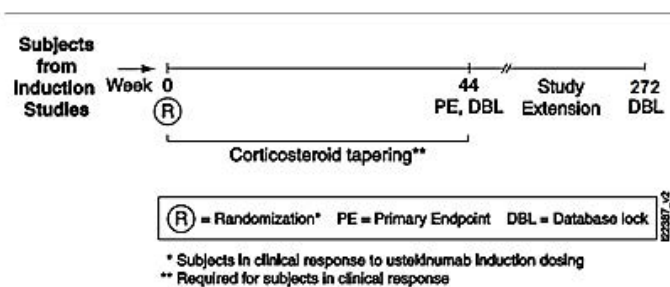 Subjects
from
Induction
Studies
Week 0 44 Study 272
R PE, DBL Extension DBL
Corticosteroid tapering**
R = Randomization* PE = Primary Endpoint DBL = Database lock
* Subjects in clinical response to ustekinumab induction dosing
** Required for subjects in clinical response